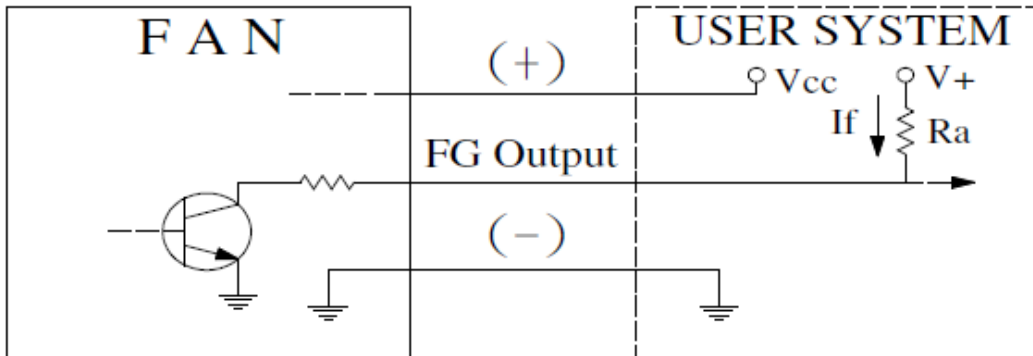 F A N
USER SYSTEM
(+)
Vcc
V+
If
Ra
FG Output
(-)